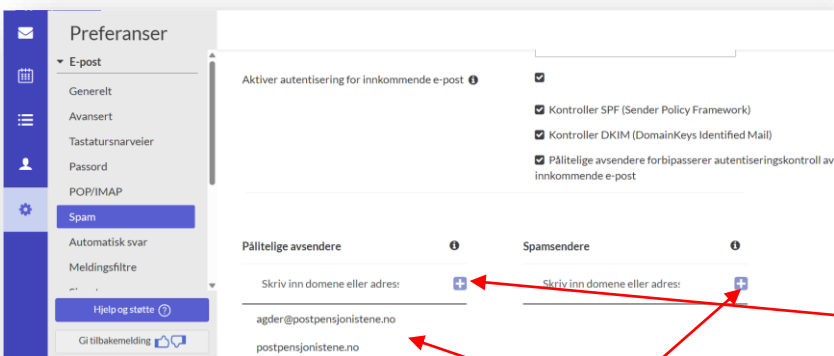 Preferanser
E-post
Generelt
Avansert
Tastatursnarveier
Passord
POP/IMAP
Spam
Automatisk svar
Meldingsfiltre
Hjelp og støtte
Gi tilbakemelding
Aktiver autentisering for innkommende e-post
Kontroller SPF (Sender Policy Framework)
Kontroller DKIM (DomainKeys Identified Mail)
Pålitelige avsendere forbipasserer autentiseringskontroll av
innkommende e-post
Pålitelige avsendere
Skriv inn domene eller adres
agder@postpensjonistene.no
postpensjonistene.no
Spamsendere
Skriv inn domene eller adres